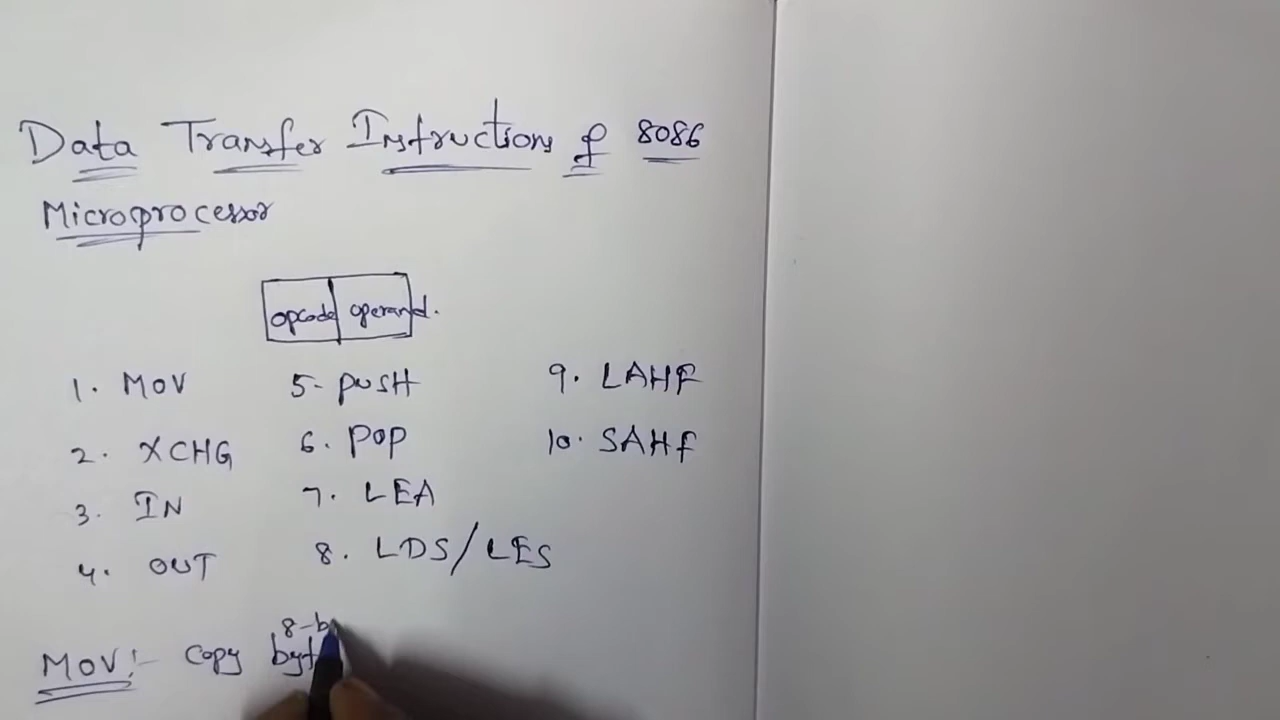 Data Transfer Instructions of 8086
Microprocessor
opcode operand.
1. MOV 5- PUSH 9. LAHF
2. XCHG 6. POP 10. SAHF
3. IN 7. LEA
4. OUT 8. LDS/LES
8-b
MOV:- Copy byt